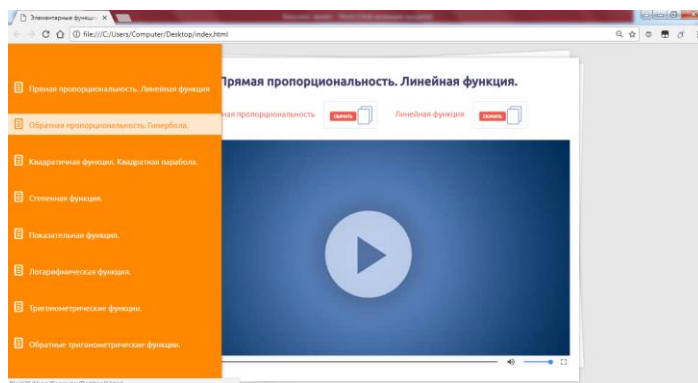 Элементарные функци
file:///C:/Users/Computer/Desktop/index.html
Прямая пропорциональность. Линейная функция
Обратная пропорциональность. Гипербола.
Квадратичная функция. Квадратная парабола.
Степенная функция.
Показательная функция.
Логарифмическая функция.
Тригонометрические функции.
Обратные тригонометрические функции.
Прямая пропорциональность. Линейная функция.
ная пропорциональность
Скачать
Линейная функция
Скачать